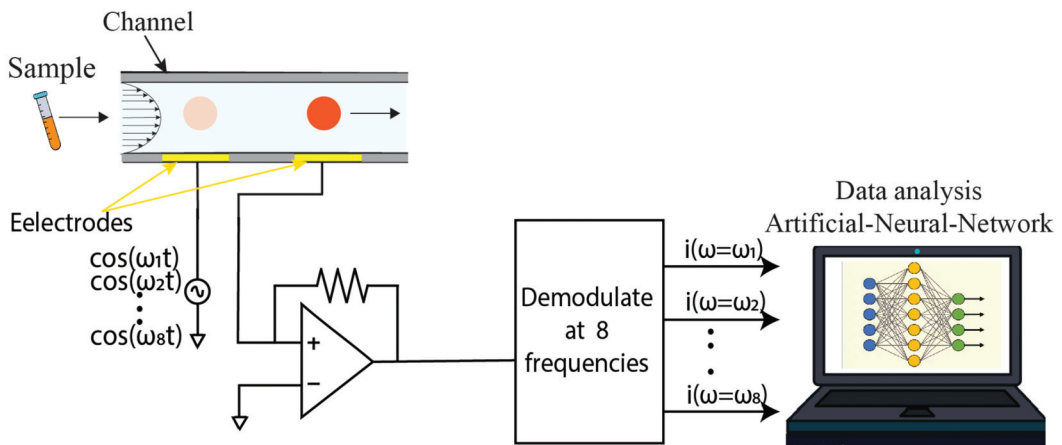 Channel
Sample
Eelectrodes
cos(ω1t)
cos(ω2t)
cos(ω8t)
+
−
Demodulate
at 8
frequencies
i(ω=ω1)
i(ω=ω2)
i(ω=ω8)
Data analysis
Artificial-Neural-Network